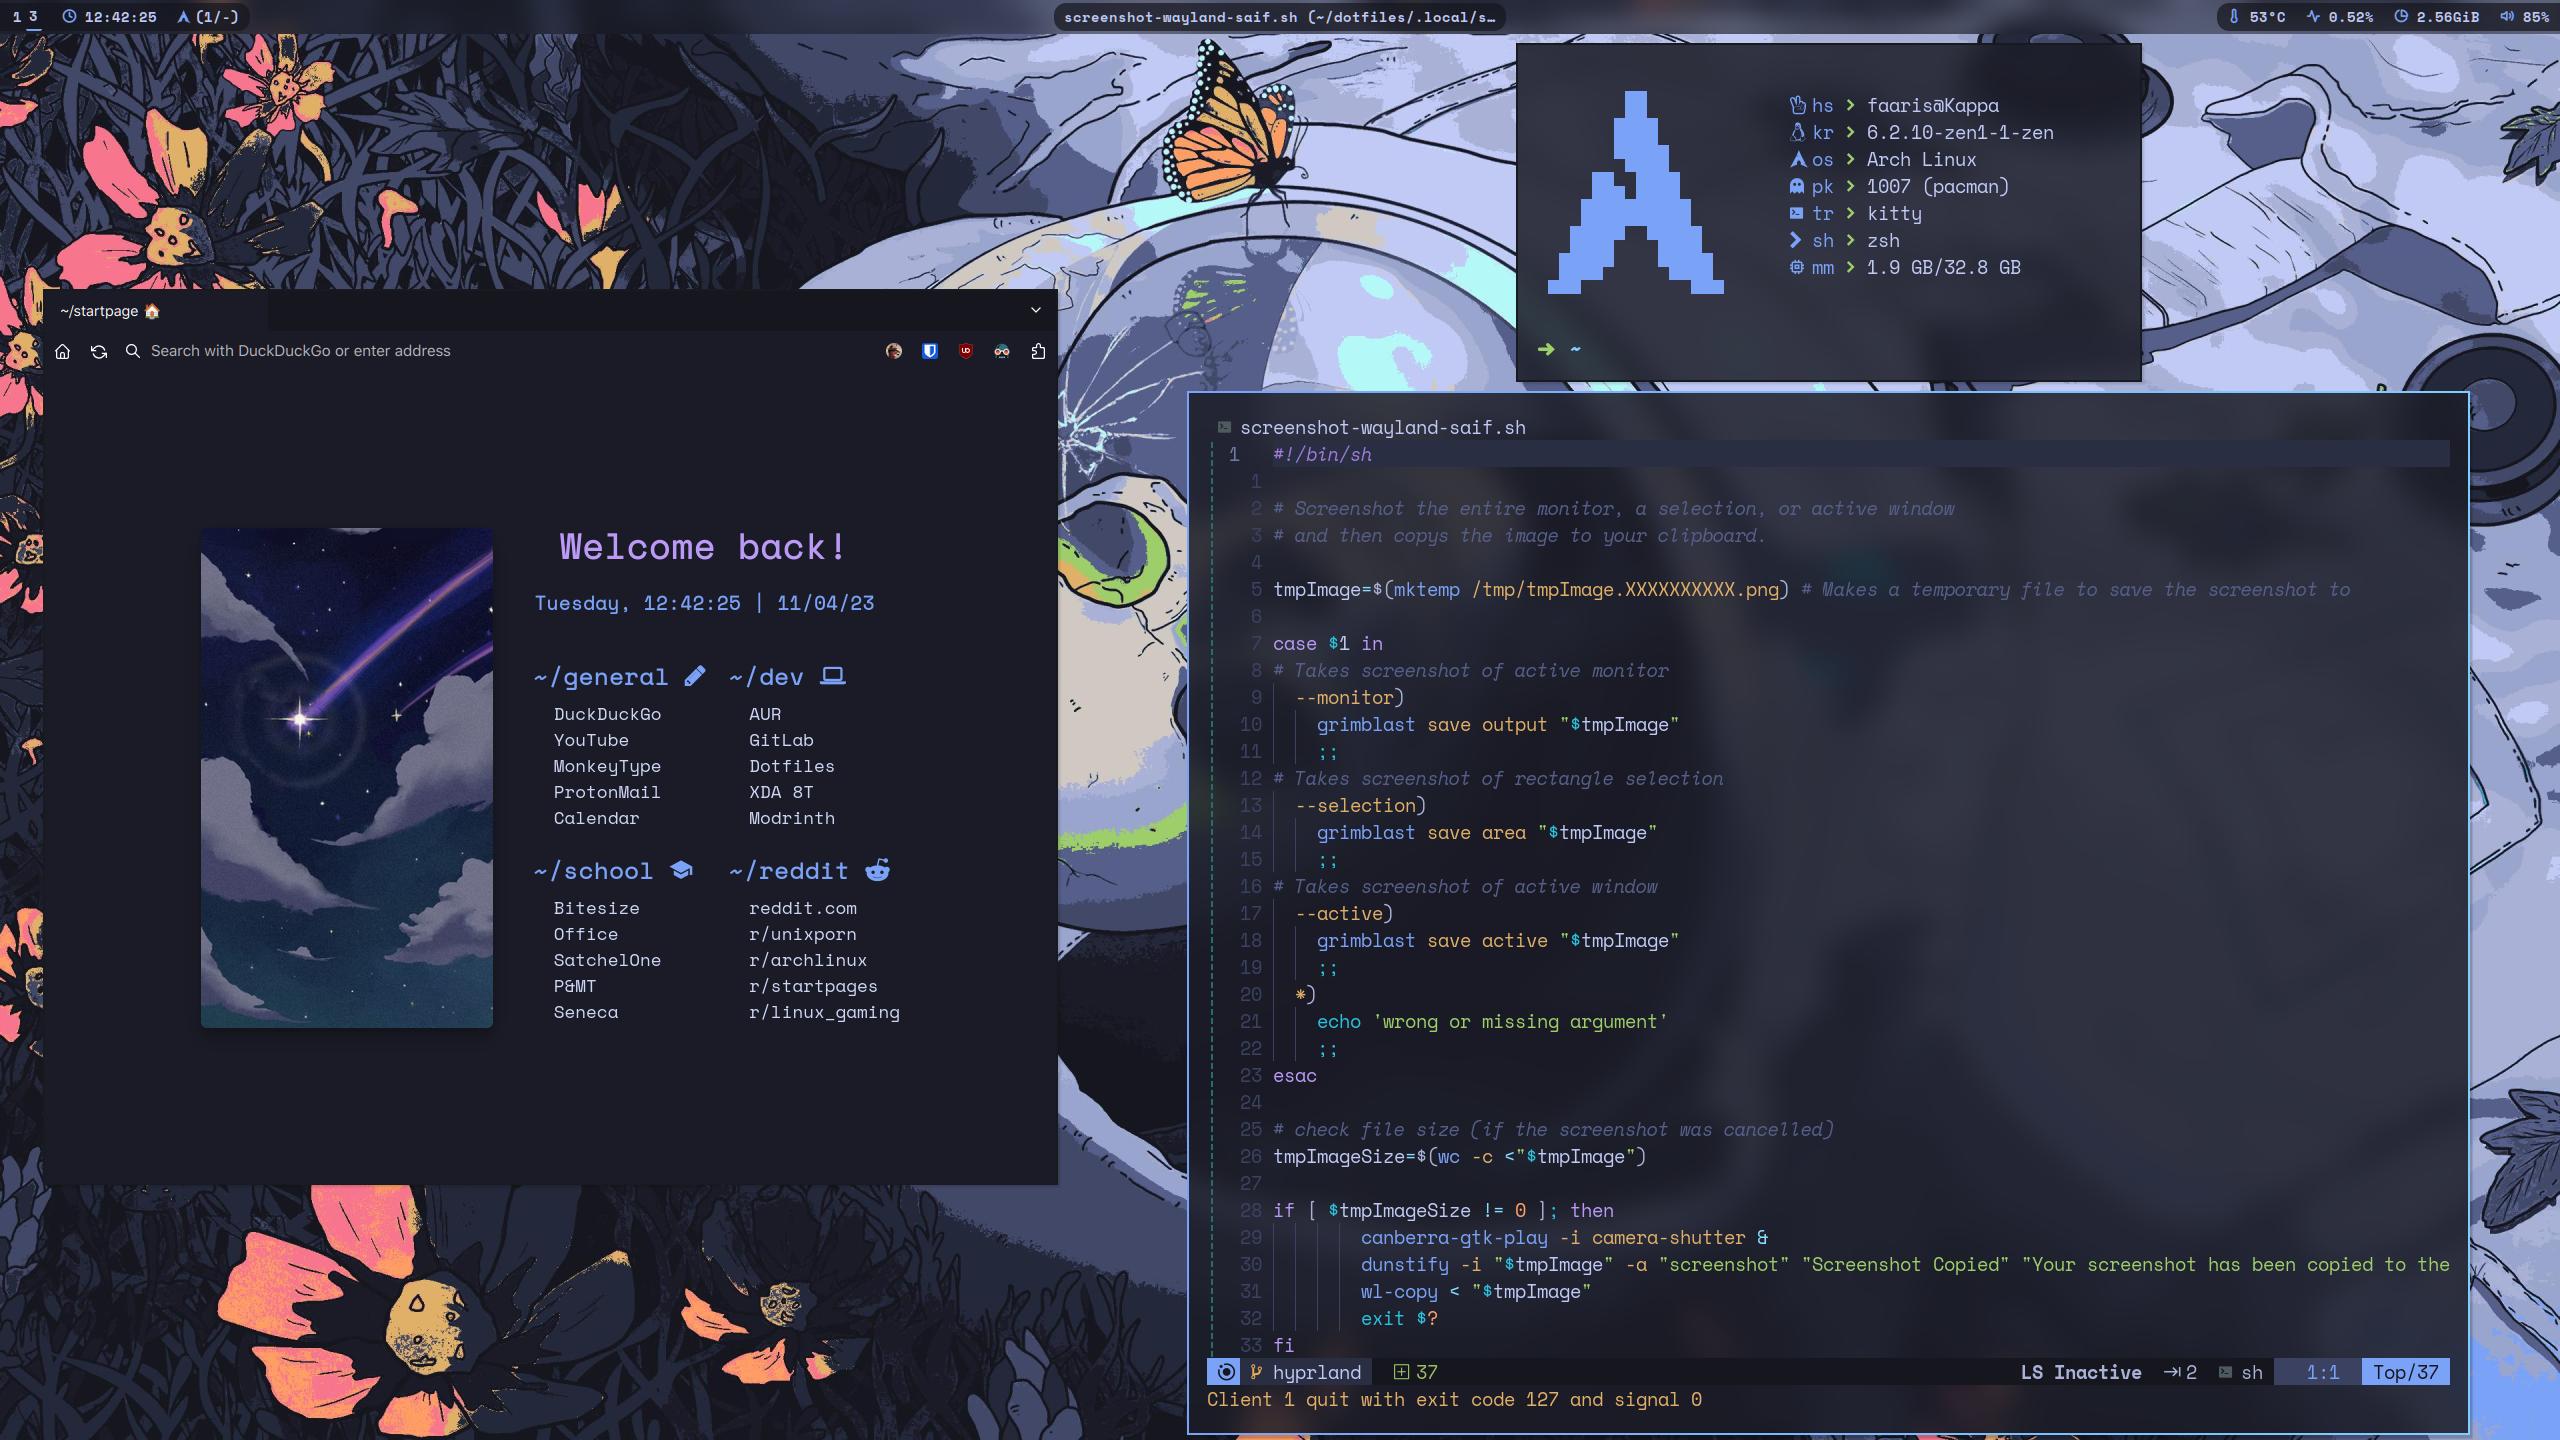 1 3 12:42:25 (1/-)
screenshot-wayland-saif.sh (~/dotfiles/.local/s…
53°C 0.52% 2.56GiB 85%
hs > faaris@Kappa
kr > 6.2.10-zen1-1-zen
os > Arch Linux
pk > 1007 (pacman)
tr > kitty
sh > zsh
mm > 1.9 GB/32.8 GB
➜ ~
~/startpage 🏠
Search with DuckDuckGo or enter address
Welcome back!
Tuesday, 12:42:25 | 11/04/23
~/general ~/dev
DuckDuckGo AUR
YouTube GitLab
MonkeyType Dotfiles
ProtonMail XDA 8T
Calendar Modrinth
~/school ~/reddit
Bitesize reddit.com
Office r/unixporn
SatchelOne r/archlinux
P&MT r/startpages
Seneca r/linux_gaming
screenshot-wayland-saif.sh
1 #!/bin/sh
1
2 # Screenshot the entire monitor, a selection, or active window
3 # and then copys the image to your clipboard.
4
5 tmpImage=$(mktemp /tmp/tmpImage.XXXXXXXXXX.png) # Makes a temporary file to save the screenshot to
6
7 case $1 in
8 # Takes screenshot of active monitor
9 --monitor)
10 grimblast save output "$tmpImage"
11 ;;
12 # Takes screenshot of rectangle selection
13 --selection)
14 grimblast save area "$tmpImage"
15 ;;
16 # Takes screenshot of active window
17 --active)
18 grimblast save active "$tmpImage"
19 ;;
20 *)
21 echo 'wrong or missing argument'
22 ;;
23 esac
24
25 # check file size (if the screenshot was cancelled)
26 tmpImageSize=$(wc -c <"$tmpImage")
27
28 if [ $tmpImageSize != 0 ]; then
29 canberra-gtk-play -i camera-shutter &
30 dunstify -i "$tmpImage" -a "screenshot" "Screenshot Copied" "Your screenshot has been copied to the
31 wl-copy < "$tmpImage"
32 exit $?
33 fi
hyprland 37 LS Inactive 2 sh 1:1 Top/37
Client 1 quit with exit code 127 and signal 0